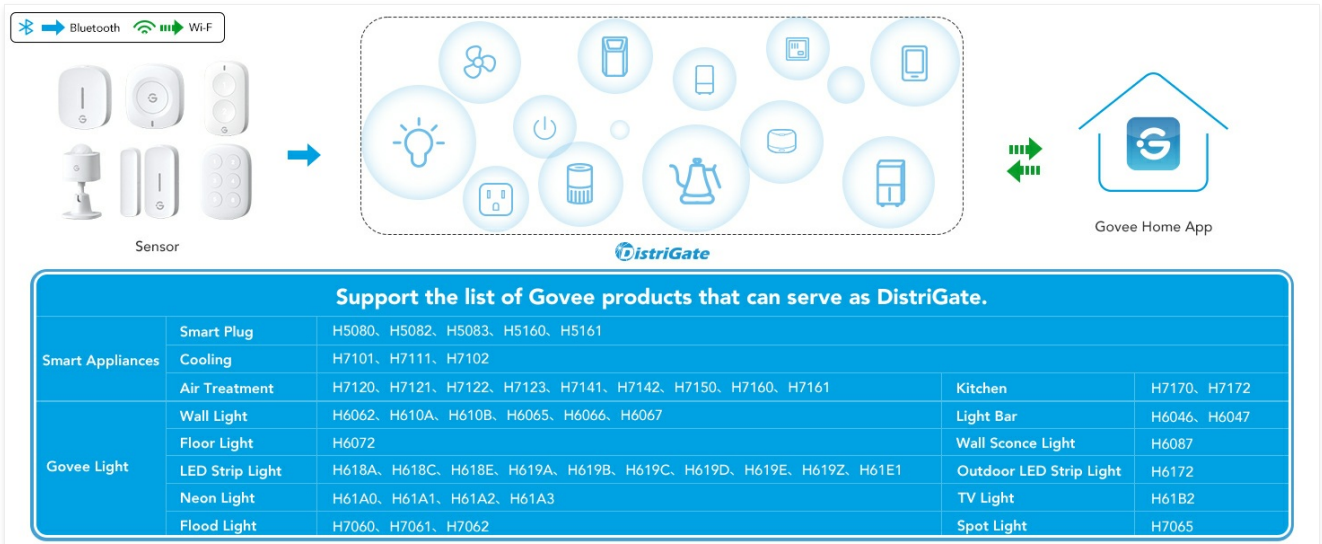 Bluetooth Wi-F
Sensor
DistriGate
Govee Home App
Support the list of Govee products that can serve as DistriGate.
Smart Appliances
Smart Plug H5080、H5082、H5083、H5160、H5161
Cooling H7101、H7111、H7102
Air Treatment H7120、H7121、H7122、H7123、H7141、H7142、H7150、H7160、H7161 Kitchen H7170、H7172
Govee Light
Wall Light H6062、H610A、H610B、H6065、H6066、H6067 Light Bar H6046、H6047
Floor Light H6072 Wall Sconce Light H6087
LED Strip Light H618A、H618C、H618E、H619A、H619B、H619C、H619D、H619E、H619Z、H61E1 Outdoor LED Strip Light H6172
Neon Light H61A0、H61A1、H61A2、H61A3 TV Light H61B2
Flood Light H7060、H7061、H7062 Spot Light H7065